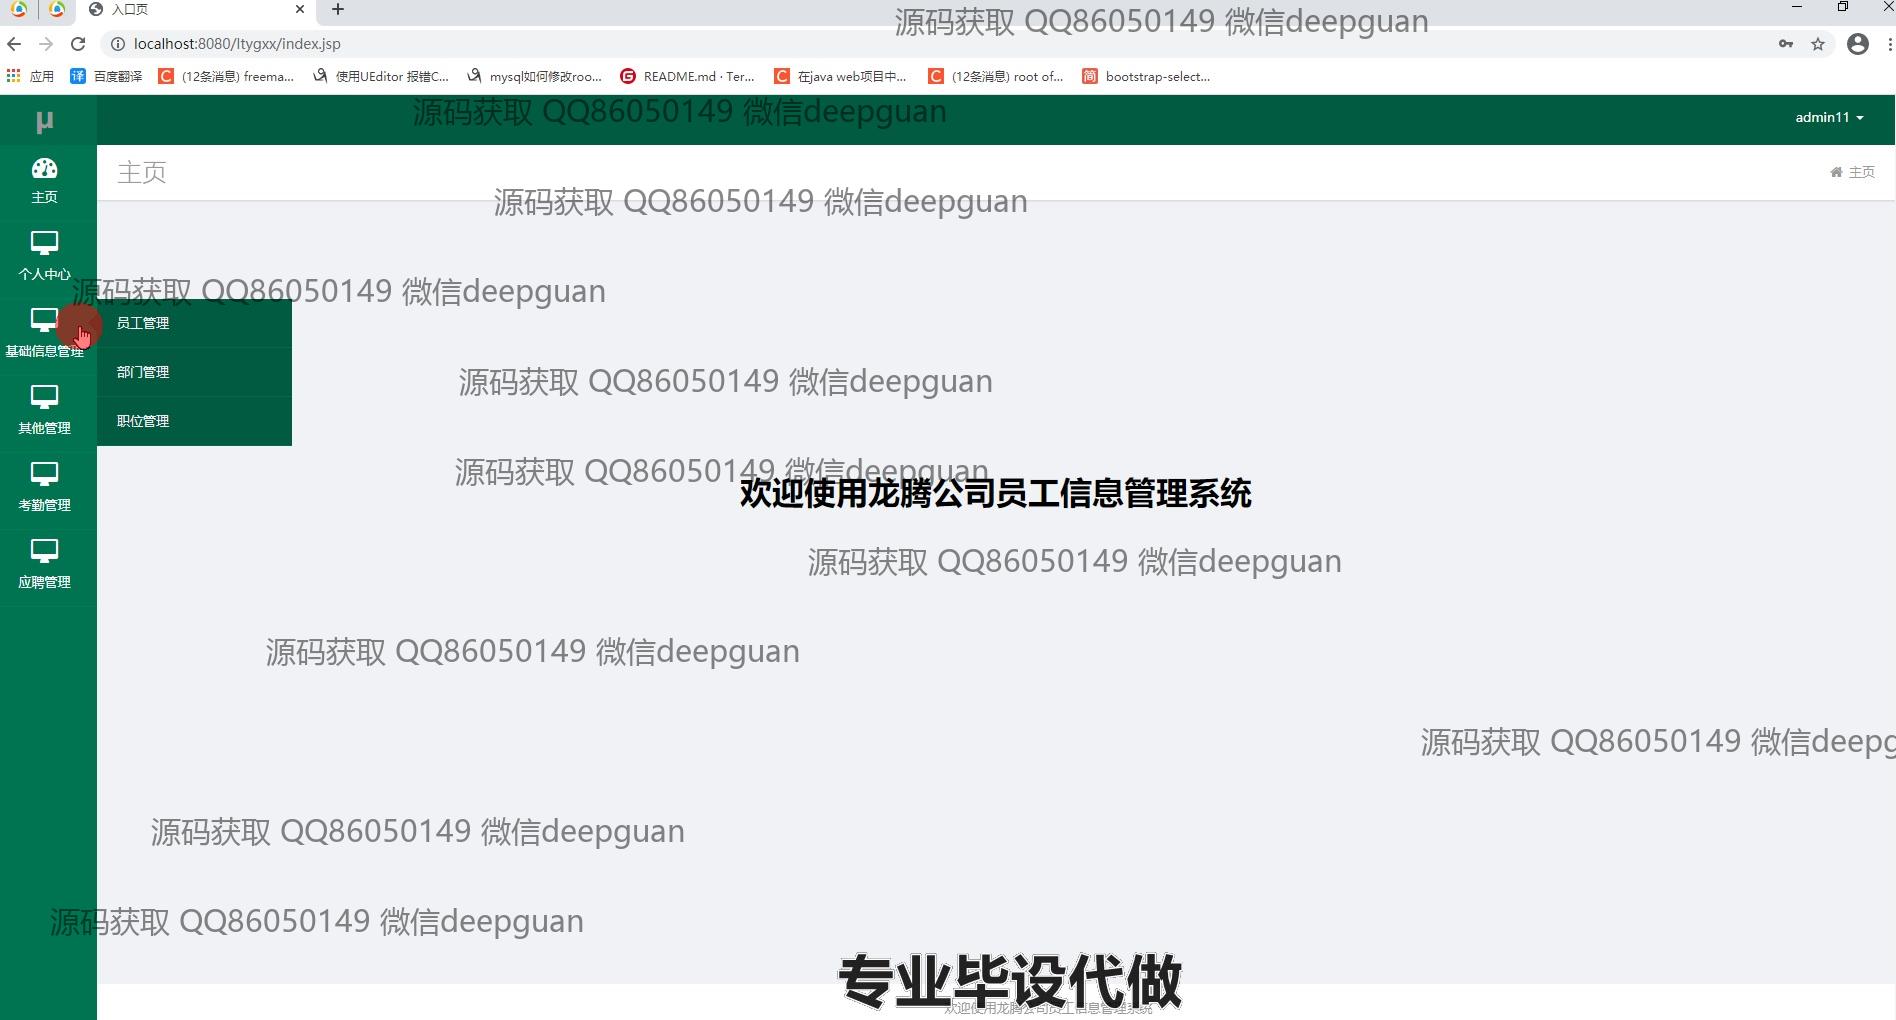 入口页
源码获取 QQ86050149 微信deepguan
localhost:8080/ltygxx/index.jsp
应用
百度翻译
(12条消息) freema...
使用UEditor 报错C...
mysql如何修改roo...
README.md · Ter...
在java web项目中...
(12条消息) root of...
bootstrap-select...
μ
源码获取 QQ86050149 微信deepguan
admin11
主页
主页
主页
源码获取 QQ86050149 微信deepguan
个人中心
源码获取 QQ86050149 微信deepguan
基础信息管理
员工管理
部门管理
职位管理
源码获取 QQ86050149 微信deepguan
其他管理
源码获取 QQ86050149 微信deepguan
欢迎使用龙腾公司员工信息管理系统
考勤管理
源码获取 QQ86050149 微信deepguan
应聘管理
源码获取 QQ86050149 微信deepguan
源码获取 QQ86050149 微信deepg
源码获取 QQ86050149 微信deepguan
源码获取 QQ86050149 微信deepguan
专业毕设代做
欢迎使用龙腾公司员工信息管理系统